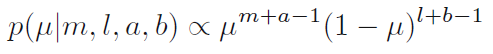 p(μ|m, l, a, b) ∝ μ^{m+a−1}(1 − μ)^{l+b−1}